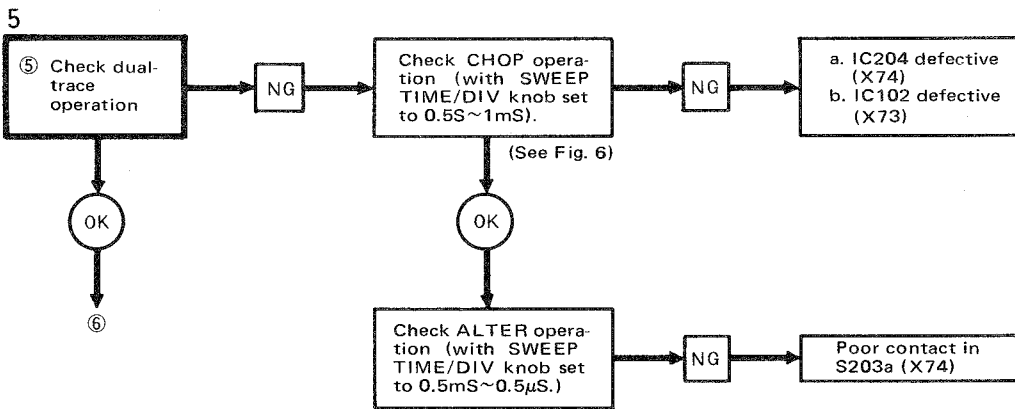 5
⑤ Check dual-
trace
operation
NG
Check CHOP opera-
tion (with SWEEP
TIME/DIV knob set
to 0.5S~1mS).
NG
a. IC204 defective
(X74)
b. IC102 defective
(X73)
(See Fig. 6)
OK
OK
⑥
Check ALTER opera-
tion (with SWEEP
TIME/DIV knob set
to 0.5mS~0.5µS.)
NG
Poor contact in
S203a (X74)